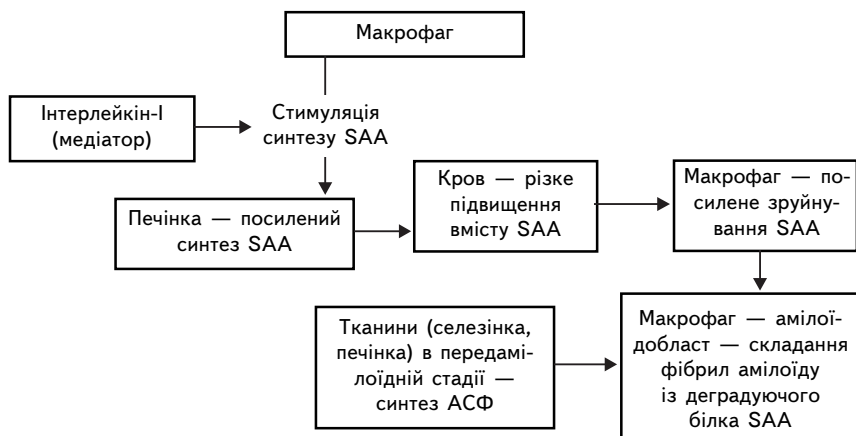 Макрофаг
Інтерлейкін-I
(медіатор)
Стимуляція
синтезу SAA
Печінка — посилений
синтез SAA
Кров — різке
підвищення
вмісту SAA
Макрофаг — по-
силене зруйну-
вання SAA
Тканини (селезінка,
печінка) в передамі-
лоїдній стадії —
синтез АСФ
Макрофаг — амілої-
добласт — складання
фібрил амілоїду
із деградуючого
білка SAA